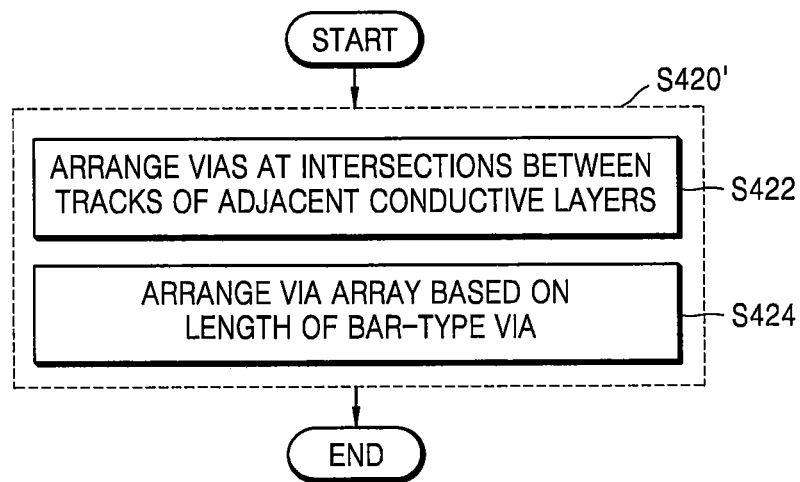 START
S420'
ARRANGE VIAS AT INTERSECTIONS BETWEEN
TRACKS OF ADJACENT CONDUCTIVE LAYERS
S422
ARRANGE VIA ARRAY BASED ON
LENGTH OF BAR-TYPE VIA
S424
END